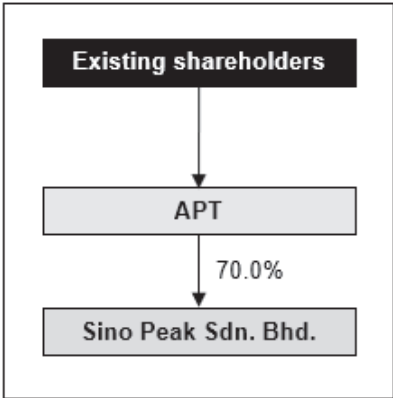 Existing shareholders
APT
70.0%
Sino Peak Sdn. Bhd.